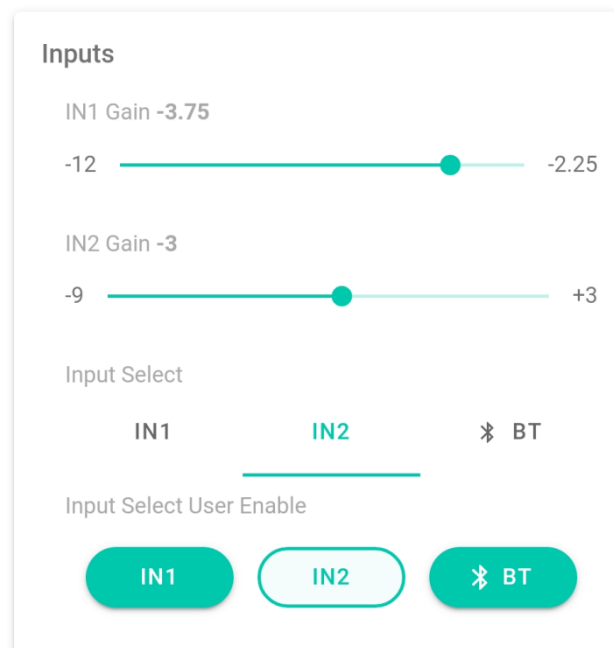 Inputs
IN1 Gain -3.75
-12 -2.25
IN2 Gain -3
-9 +3
Input Select
IN1 IN2 BT
Input Select User Enable
IN1 IN2 BT